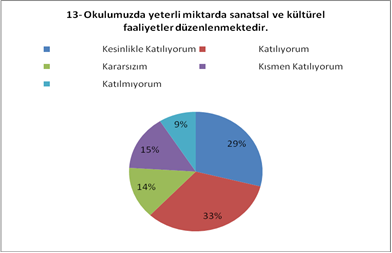 13- Okulumuzda yeterli miktarda sanatsal ve kültürel
faaliyetler düzenlenmektedir.
Kesinlikle Katılıyorum
Katılıyorum
Kararsızım
Kısmen Katılıyorum
Katılmıyorum
9%
29%
15%
14%
33%